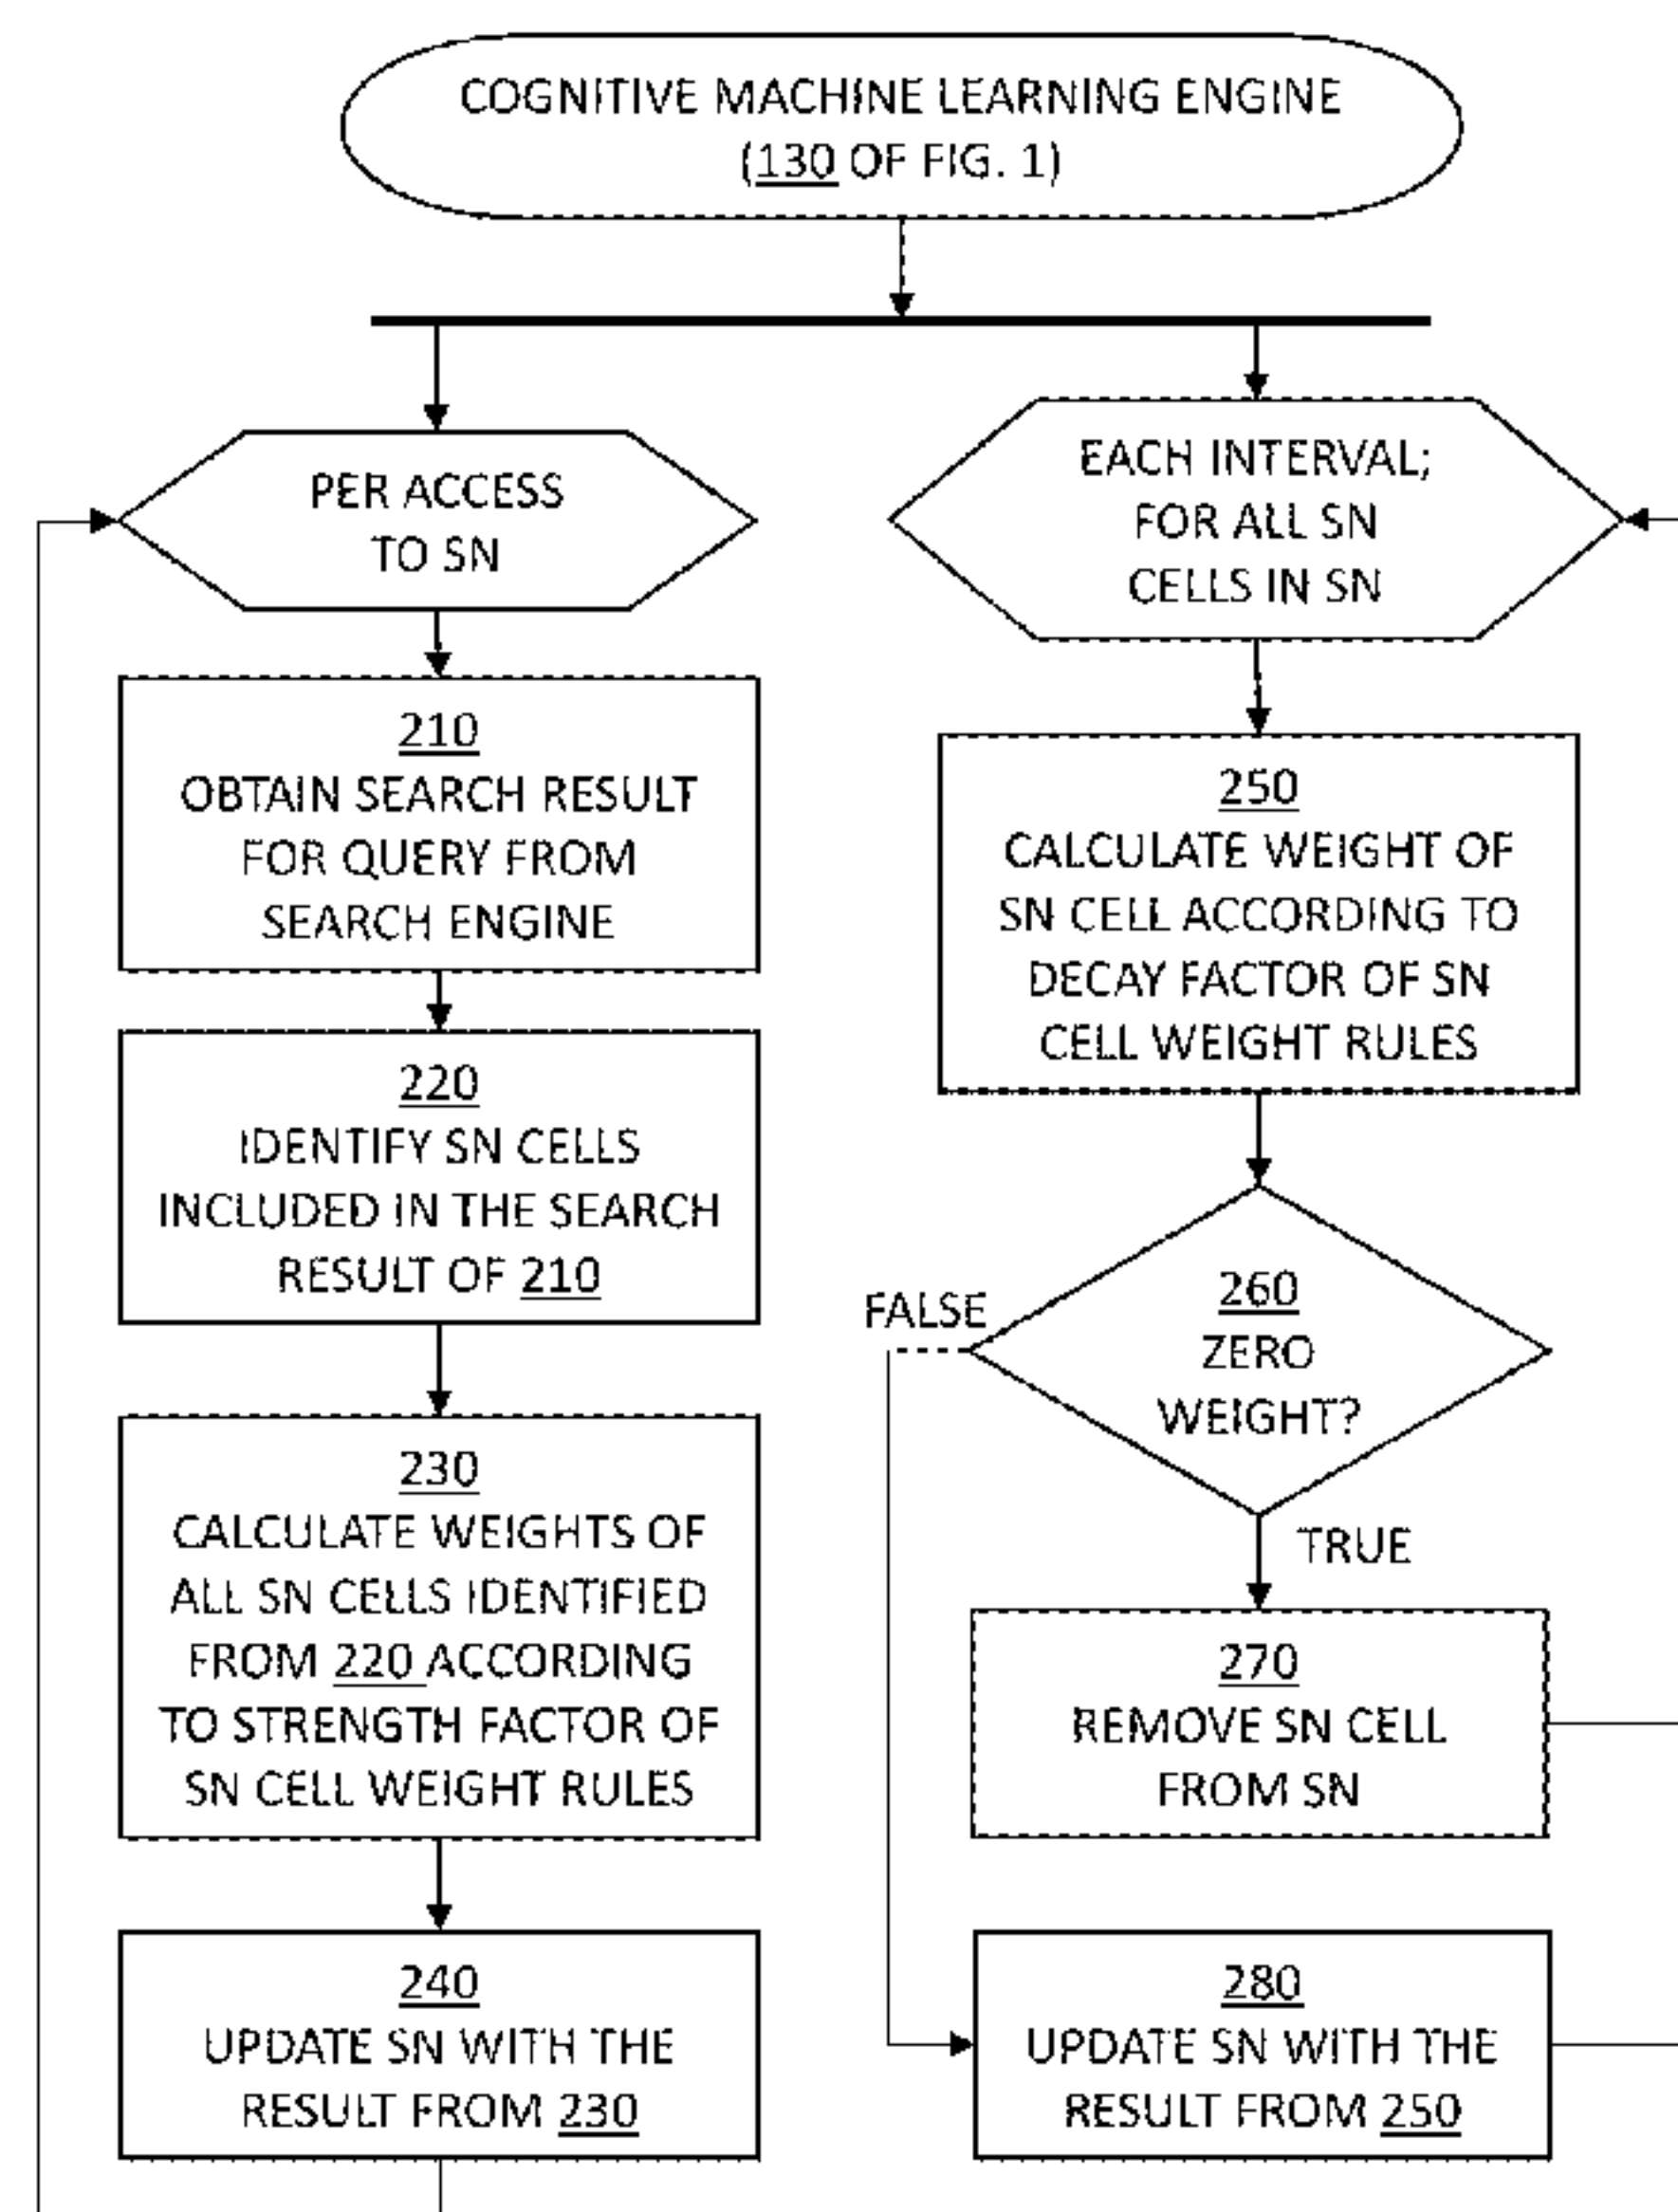 COGNITIVE MACHINE LEARNING ENGINE
(130 OF FIG. 1)
PER ACCESS
TO SN
210
OBTAIN SEARCH RESULT
FOR QUERY FROM
SEARCH ENGINE
220
IDENTIFY SN CELLS
INCLUDED IN THE SEARCH
RESULT OF 210
230
CALCULATE WEIGHTS OF
ALL SN CELLS IDENTIFIED
FROM 220 ACCORDING
TO STRENGTH FACTOR OF
SN CELL WEIGHT RULES
240
UPDATE SN WITH THE
RESULT FROM 230
EACH INTERVAL;
FOR ALL SN
CELLS IN SN
250
CALCULATE WEIGHT OF
SN CELL ACCORDING TO
DECAY FACTOR OF SN
CELL WEIGHT RULES
260
ZERO
WEIGHT?
FALSE
TRUE
270
REMOVE SN CELL
FROM SN
280
UPDATE SN WITH THE
RESULT FROM 250